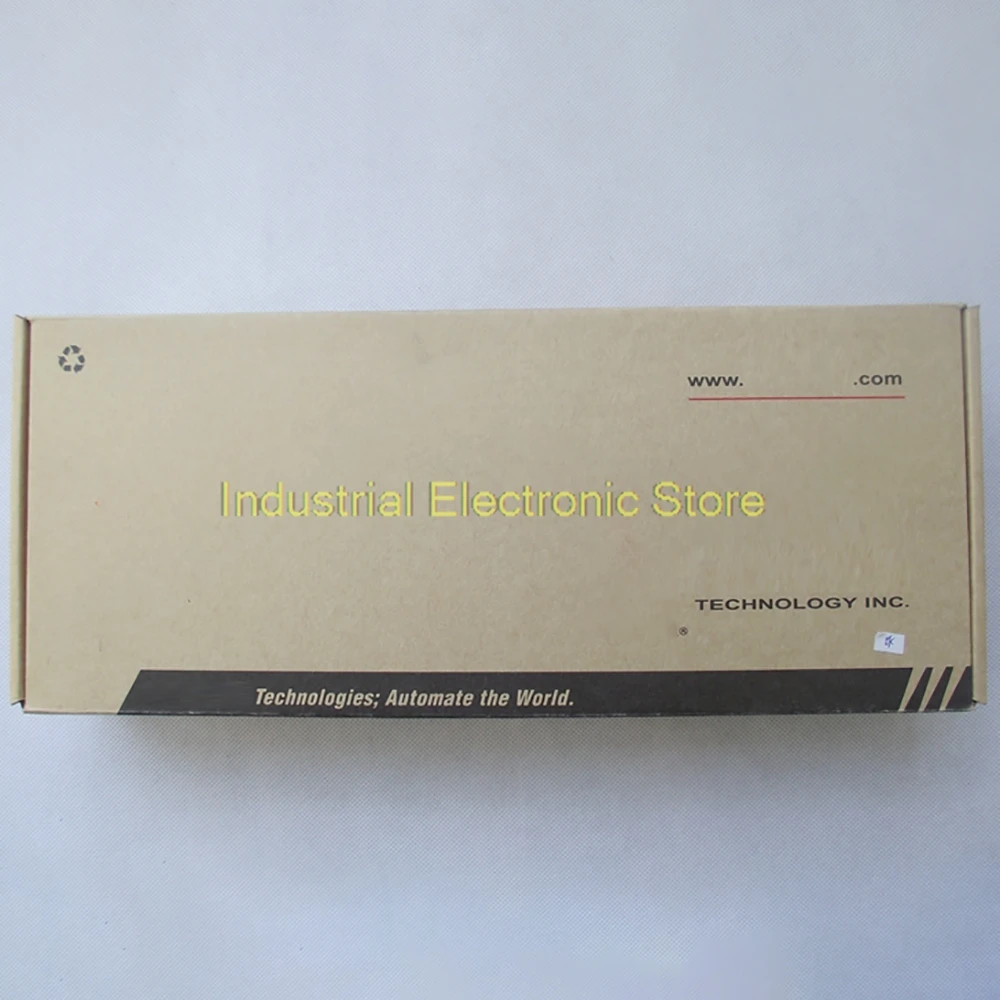 www. .com
Industrial Electronic Store
TECHNOLOGY INC.
®
Technologies; Automate the World.